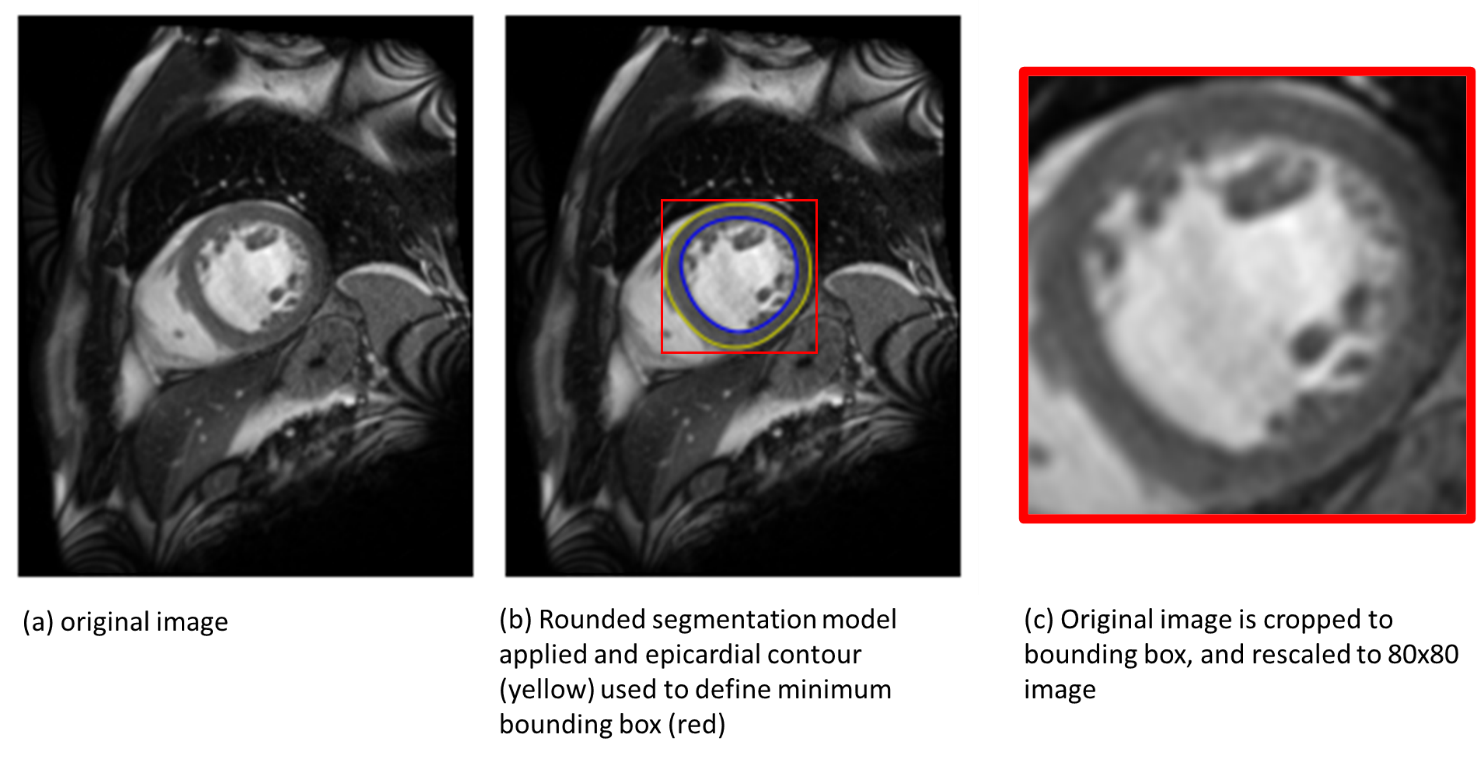 (a) original image
(b) Rounded segmentation model
applied and epicardial contour
(yellow) used to define minimum
bounding box (red)
(c) Original image is cropped to
bounding box, and rescaled to 80x80
image